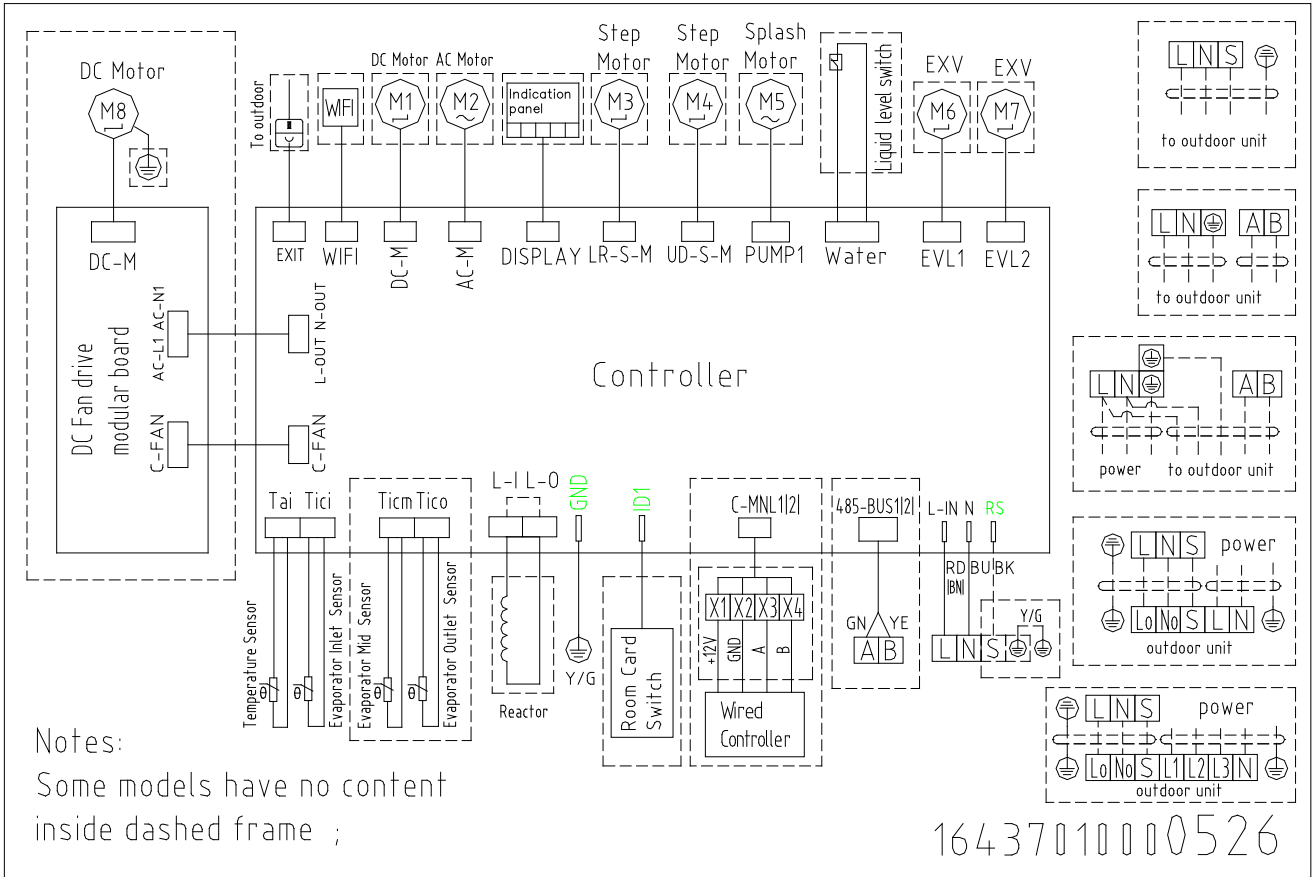 DC Motor
M8
DC-M
AC-L1 AC-N1
C-FAN
DC Fan drive
modular board
To outdoor
EXIT
WIFI
WIFI
DC Motor
M1
DC-M
AC Motor
M2
AC-M
Indication
panel
DISPLAY
Step
Motor
M3
LR-S-M
Step
Motor
M4
UD-S-M
Splash
Motor
M5
PUMP1
Liquid level switch
Water
EXV
M6
EVL1
EXV
M7
EVL2
L-OUT N-OUT
C-FAN
Controller
Tai Tici
Temperature Sensor
θ
θ
Evaporator Inlet Sensor
Ticm Tico
Evaporator Mid Sensor
θ
θ
Evaporator Outlet Sensor
L-I L-O
Reactor
GND
Y/G
ID1
Room Card
Switch
C-MNL1|2|
X1 X2 X3 X4
+12V
GND
A
B
Wired
Controller
485-BUS1|2|
GN YE
A B
L-IN N RS
RD BU BK
|BN|
Y/G
L N S
L N S
to outdoor unit
L N A B
to outdoor unit
L N A B
power to outdoor unit
L N S power
Lo No S L N
outdoor unit
L N S power
Lo No S L1 L2 L3 N
outdoor unit
Notes:
Some models have no content
inside dashed frame ;
16437010000526